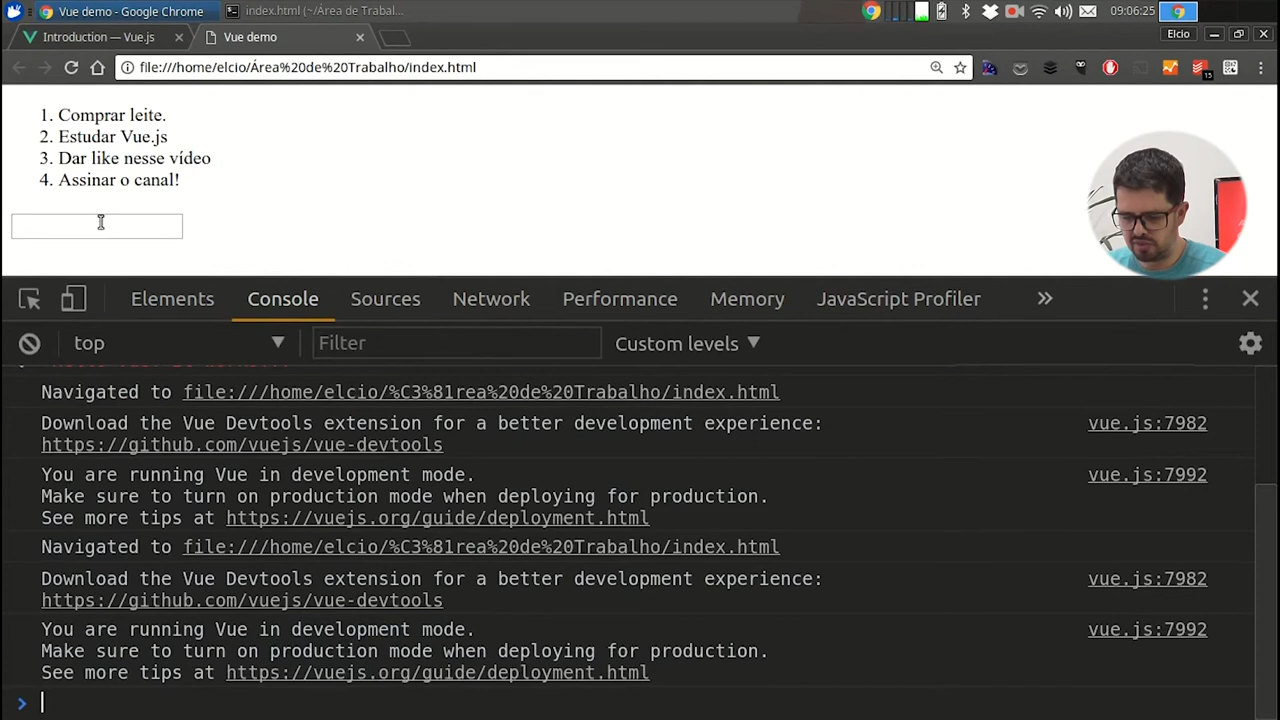 Vue demo - Google Chrome
index.html (~/Área de Trabal...
09:06:25
Introduction — Vue.js
Vue demo
Elcio
file:///home/elcio/Área%20de%20Trabalho/index.html
15
1. Comprar leite.
2. Estudar Vue.js
3. Dar like nesse vídeo
4. Assinar o canal!
Elements Console Sources Network Performance Memory JavaScript Profiler »
top Filter Custom levels
Navigated to file:///home/elcio/%C3%81rea%20de%20Trabalho/index.html
Download the Vue Devtools extension for a better development experience: vue.js:7982
https://github.com/vuejs/vue-devtools
You are running Vue in development mode. vue.js:7992
Make sure to turn on production mode when deploying for production.
See more tips at https://vuejs.org/guide/deployment.html
Navigated to file:///home/elcio/%C3%81rea%20de%20Trabalho/index.html
Download the Vue Devtools extension for a better development experience: vue.js:7982
https://github.com/vuejs/vue-devtools
You are running Vue in development mode. vue.js:7992
Make sure to turn on production mode when deploying for production.
See more tips at https://vuejs.org/guide/deployment.html
>